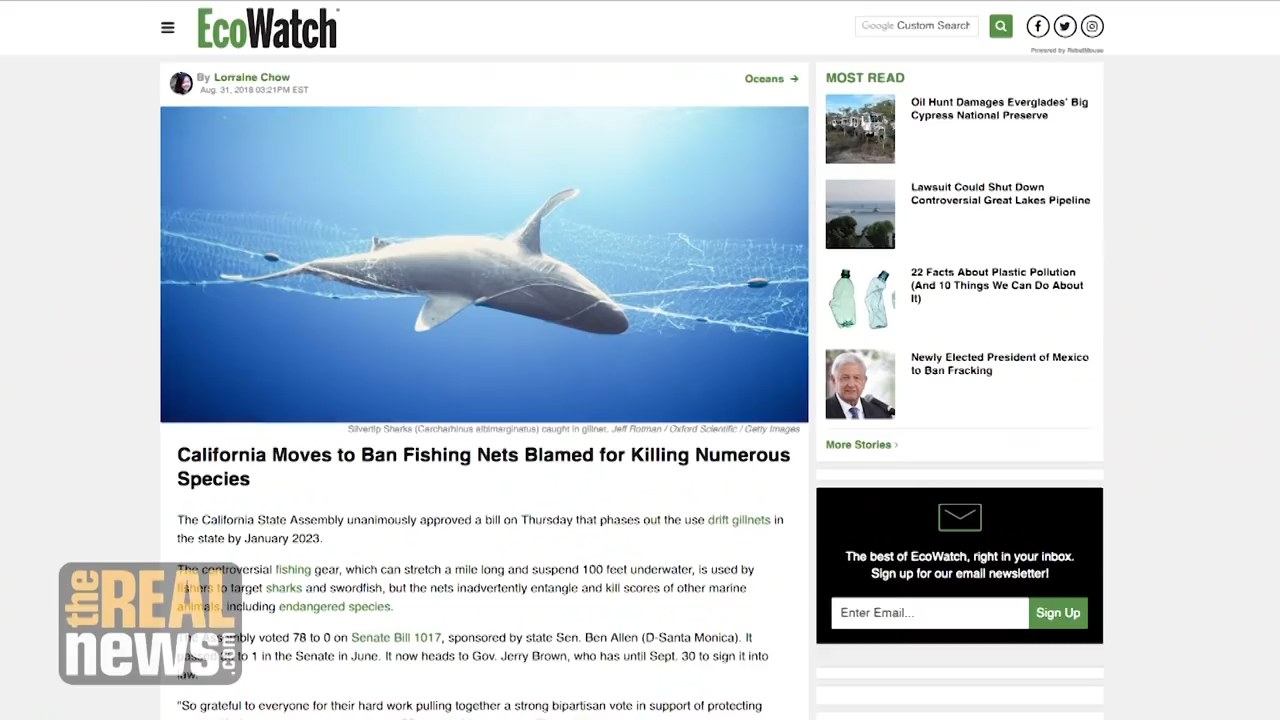 EcoWatch
Google Custom Search
Powered by RebelMouse
By Lorraine Chow
Aug. 31, 2018 03:21PM EST
Oceans →
Silvertip Sharks (Carcharhinus albimarginatus) caught in gillnet. Jeff Rotman / Oxford Scientific / Getty Images
California Moves to Ban Fishing Nets Blamed for Killing Numerous
Species
The California State Assembly unanimously approved a bill on Thursday that phases out the use drift gillnets in
the state by January 2023.
The controversial fishing gear, which can stretch a mile long and suspend 100 feet underwater, is used by
fishers to target sharks and swordfish, but the nets inadvertently entangle and kill scores of other marine
animals, including endangered species.
Assembly voted 78 to 0 on Senate Bill 1017, sponsored by state Sen. Ben Allen (D-Santa Monica). It
passed to 1 in the Senate in June. It now heads to Gov. Jerry Brown, who has until Sept. 30 to sign it into
law.
"So grateful to everyone for their hard work pulling together a strong bipartisan vote in support of protecting
MOST READ
Oil Hunt Damages Everglades' Big
Cypress National Preserve
Lawsuit Could Shut Down
Controversial Great Lakes Pipeline
22 Facts About Plastic Pollution
(And 10 Things We Can Do About
It)
Newly Elected President of Mexico
to Ban Fracking
More Stories ›
The best of EcoWatch, right in your inbox.
Sign up for our email newsletter!
Enter Email...
Sign Up
the REAL
news.com